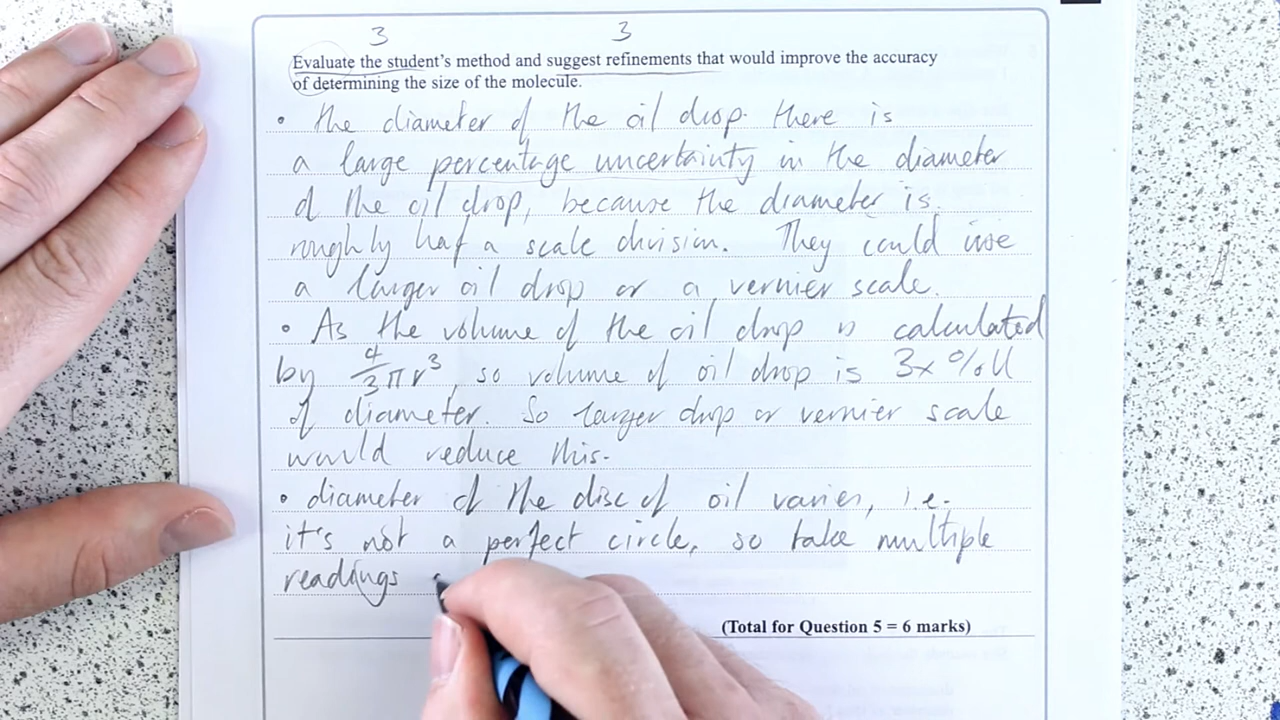 3 3
Evaluate the student's method and suggest refinements that would improve the accuracy
of determining the size of the molecule.
• the diameter of the oil drop. there is
a large percentage uncertainty in the diameter
of the oil drop, because the diameter is
roughly half a scale division. They could use
a larger oil drop or a vernier scale.
• As the volume of the oil drop is calculated
by 4/3 π r³, so volume of oil drop is 3x %U
of diameter. So larger drop or vernier scale
would reduce this.
• diameter of the disc of oil varies, i.e.
it's not a perfect circle, so take multiple
readings
(Total for Question 5 = 6 marks)